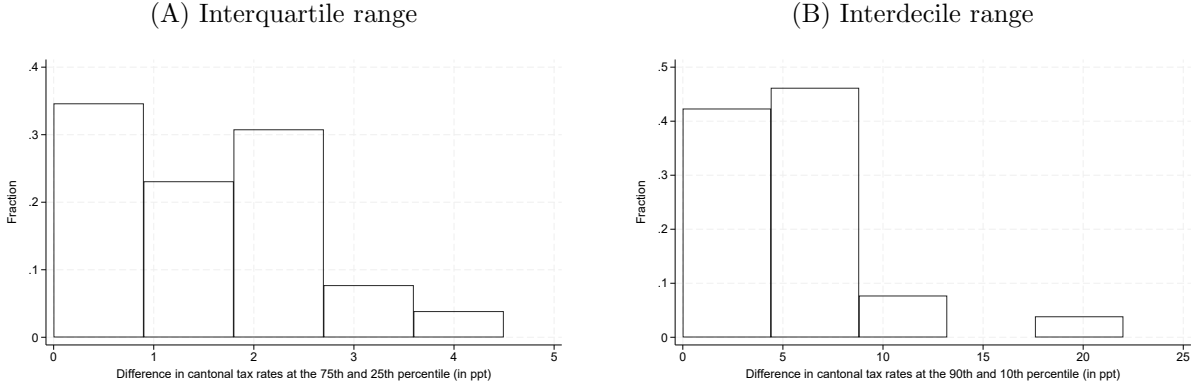 (A) Interquartile range
.4
.3
.2
.1
0
Fraction
0 1 2 3 4 5
Difference in cantonal tax rates at the 75th and 25th percentile (in ppt)
(B) Interdecile range
.5
.4
.3
.2
.1
0
Fraction
0 5 10 15 20 25
Difference in cantonal tax rates at the 90th and 10th percentile (in ppt)